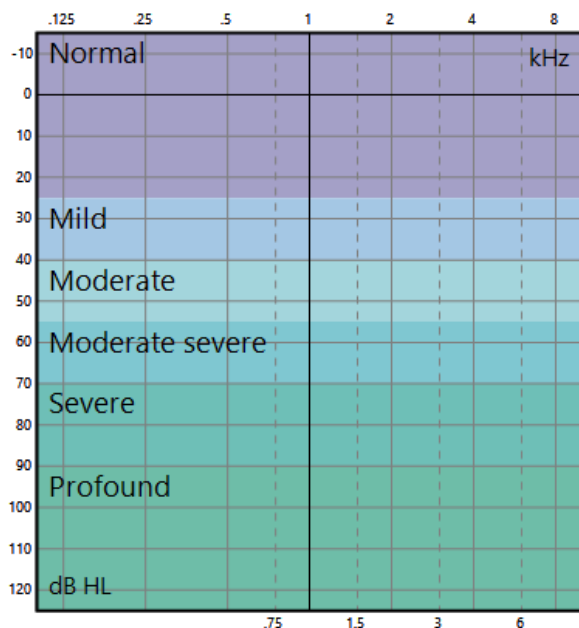 .125 .25 .5 1 2 4 8
Normal
kHz
-10
0
10
20
Mild
30
40
Moderate
50
Moderate severe
60
70
Severe
80
90
Profound
100
110
dB HL
120
.75 1.5 3 6